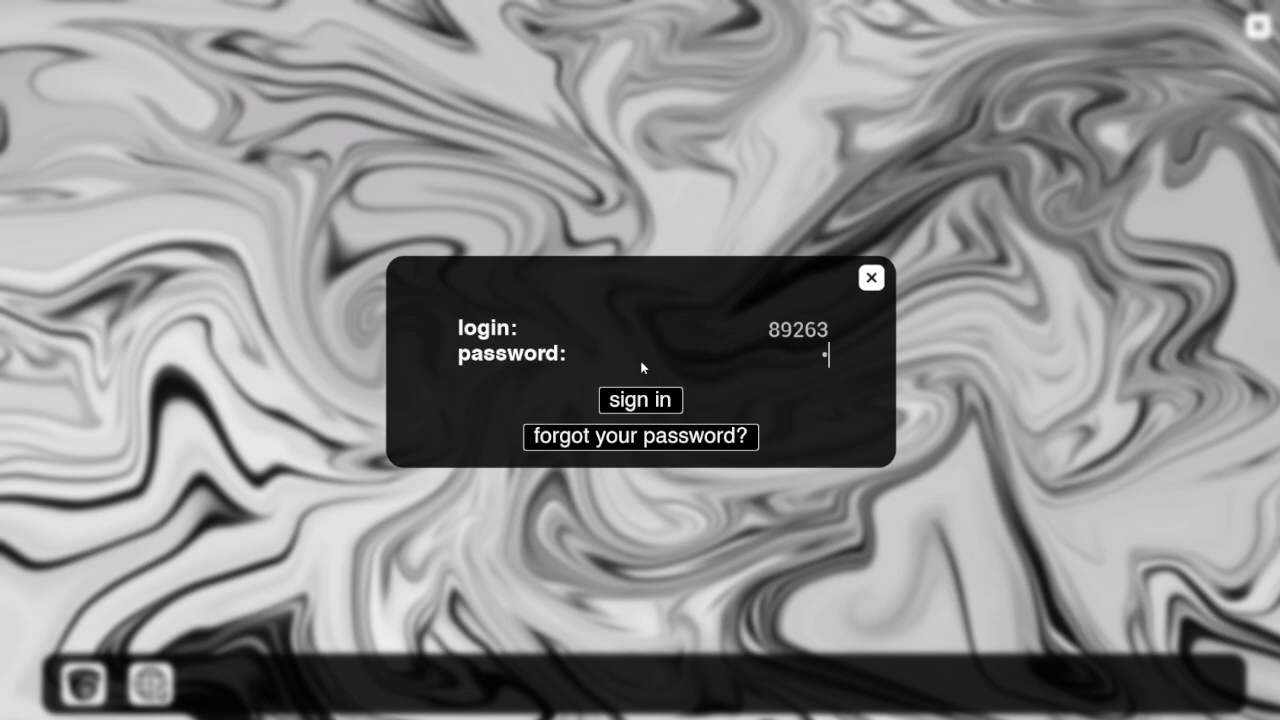 login: 89263
password: •
sign in
forgot your password?